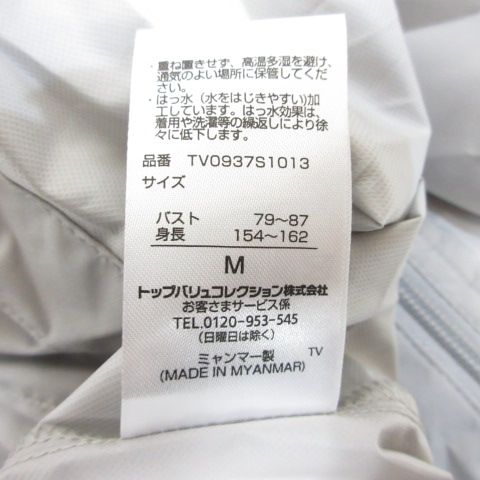 ・重ね置きせず、高温多湿を避け、
通気のよい場所に保管してくださ
い。
・はっ水（水をはじきやすい)加
工しています。はっ水効果は、
着用や洗濯等の繰返しにより徐
々に低下します。
品番 TV0937S1013
サイズ
バスト 79～87
身長 154～162
M
トップバリュコレクション株式会社
お客さまサービス係
TEL.0120-953-545
(日曜日は除く)
ミャンマー製 TV
(MADE IN MYANMAR)